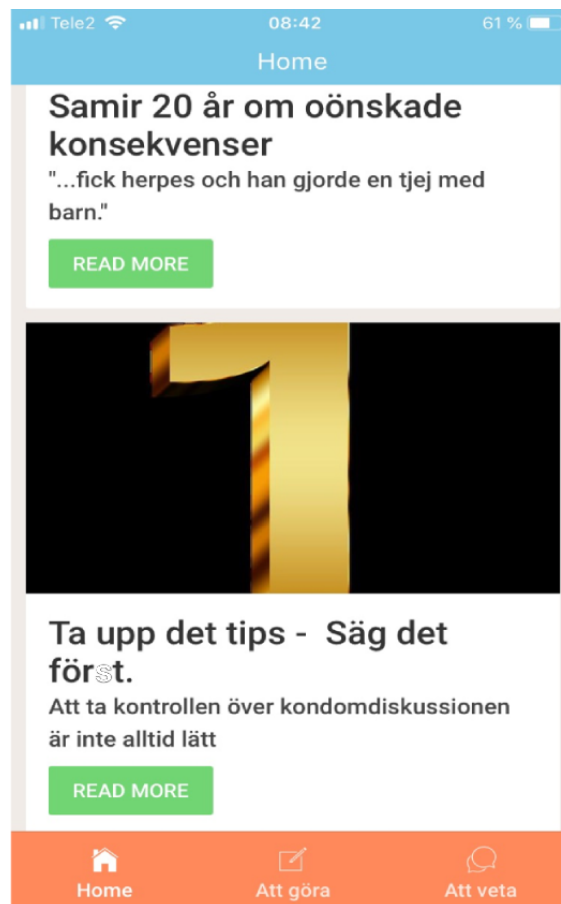 Tele2 08:42 61 %
Home
Samir 20 år om oönskade
konsekvenser
"...fick herpes och han gjorde en tjej med
barn."
READ MORE
1
Ta upp det tips - Säg det
först.
Att ta kontrollen över kondomdiskussionen
är inte alltid lätt
READ MORE
Home Att göra Att veta